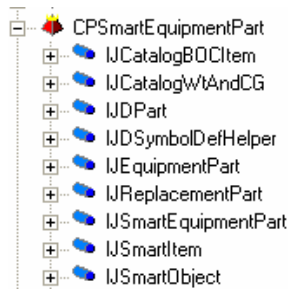 CPSmartEquipmentPart
IJCatalogBOCItem
IJCatalogWtAndCG
IJDPart
IJDSymbolDefHelper
IJEquipmentPart
IJReplacementPart
IJSmartEquipmentPart
IJSmartItem
IJSmartObject